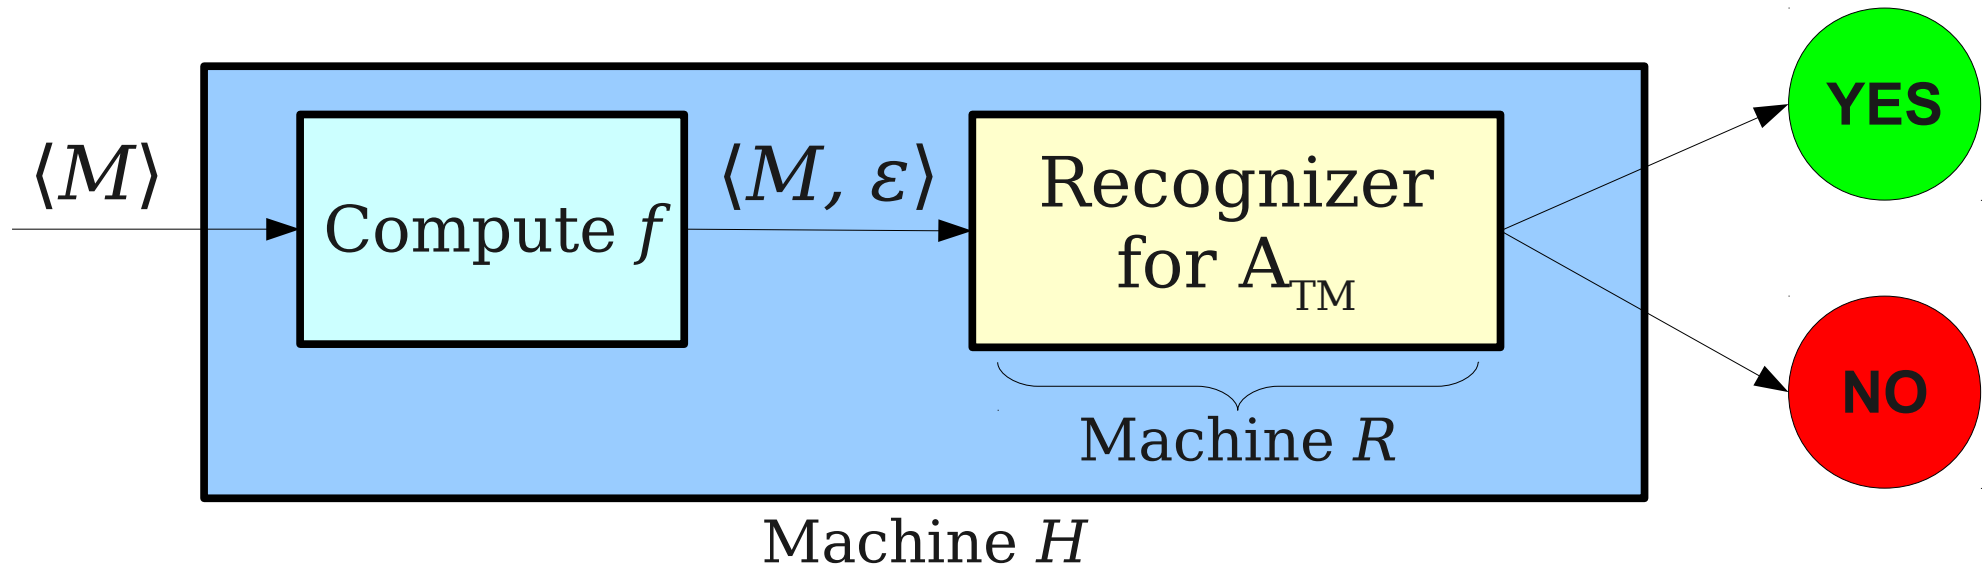 ⟨M⟩
Compute f
⟨M, ε⟩
Recognizer
for A_TM
Machine R
Machine H
YES
NO